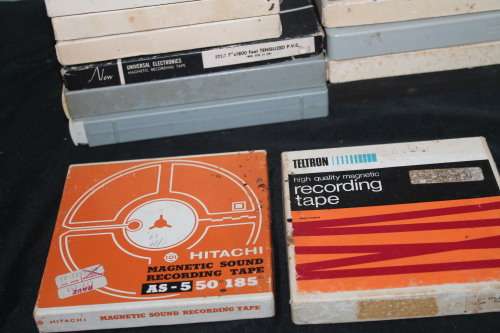 New
UNIVERSAL ELECTRONICS
MAGNETIC RECORDING TAPE
TENSILIZED P.V.C.
TELTRON
high quality magnetic
recording
tape
HITACHI
MAGNETIC SOUND
RECORDING TAPE
AS-5 50 185
HITACHI MAGNETIC SOUND RECORDING TAPE